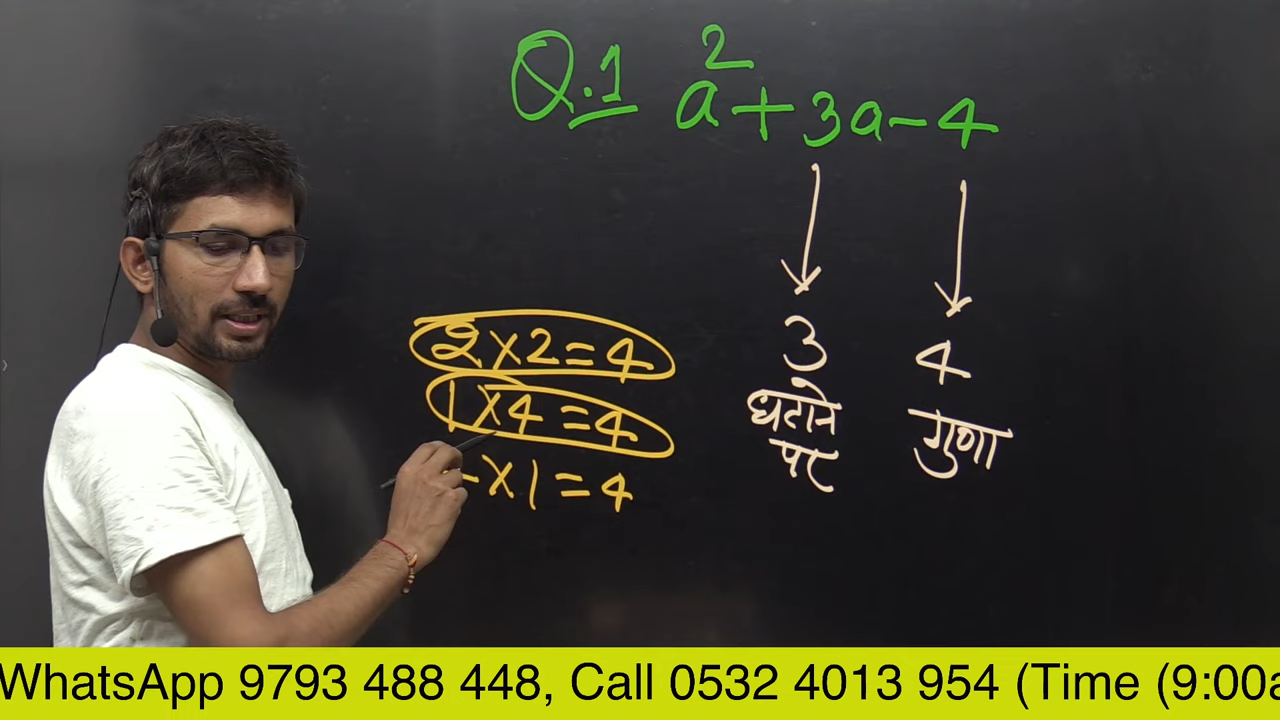 Q.1 a²+3a-4
3 4
घटाने गुणा
पर
2×2=4
1×4=4
×1=4
WhatsApp 9793 488 448, Call 0532 4013 954 (Time (9:00a